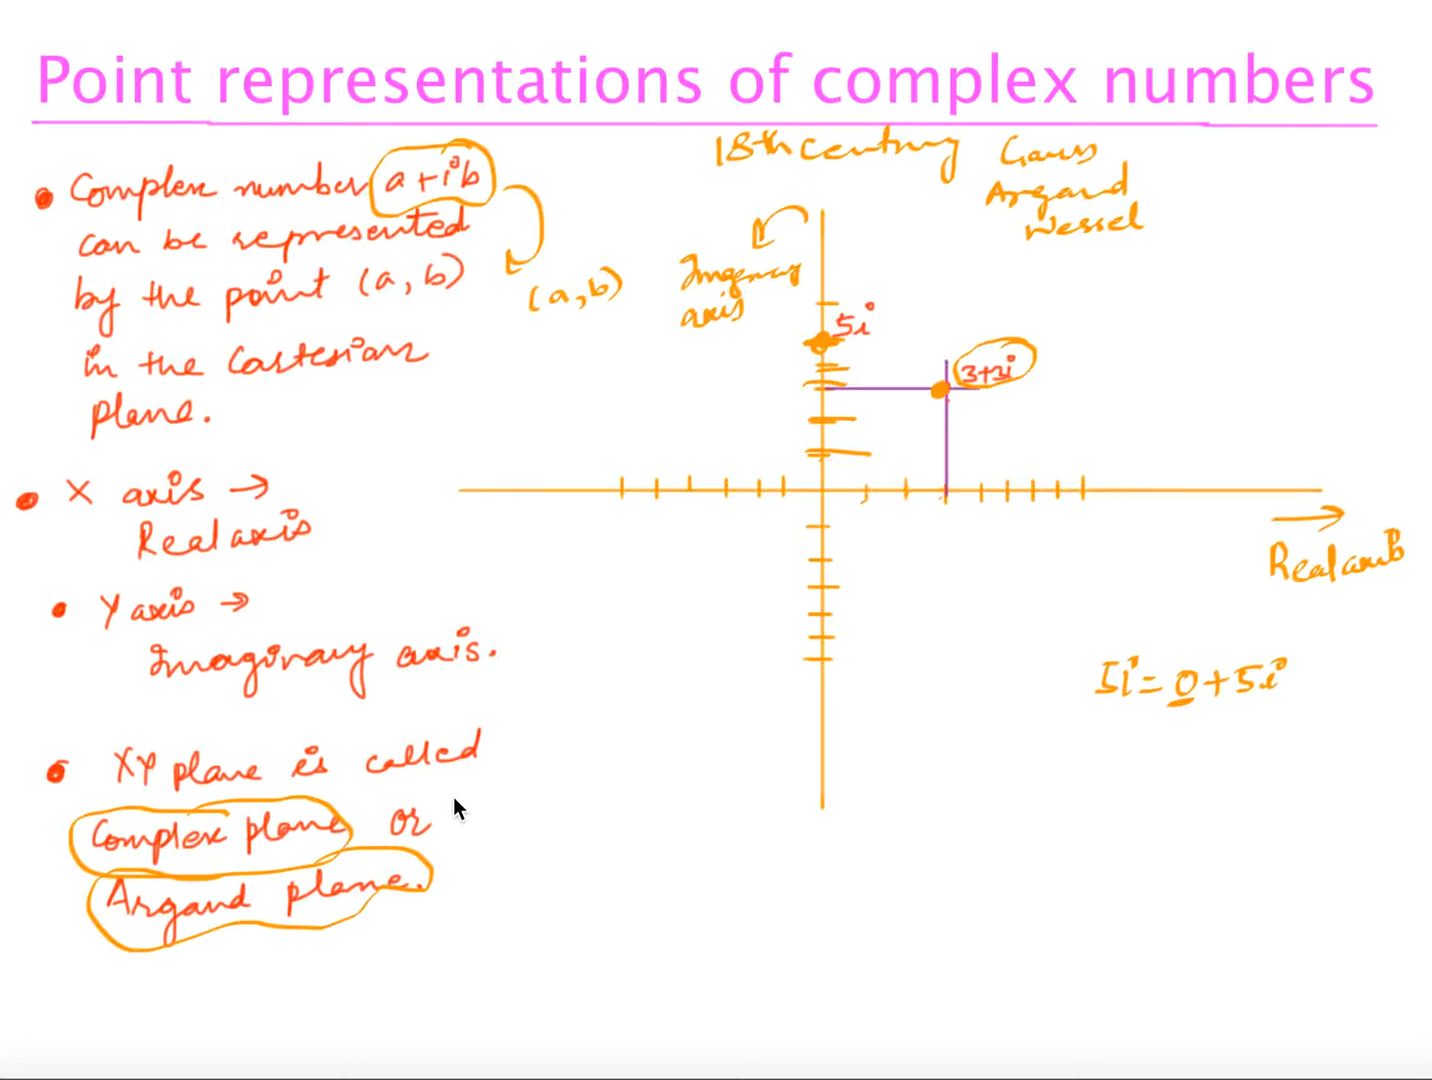 Point representations of complex numbers
18th century Gauss
Argand
Wessel
• Complex number a+ib
can be represented
by the point (a, b)
in the Cartesian
plane.
(a,b)
• X axis →
Real axis
• Y axis →
Imaginary axis.
• XY plane is called
Complex plane or
Argand plane.
Imaginary
axis
5i
3+3i
Real axis
5i = 0+5i